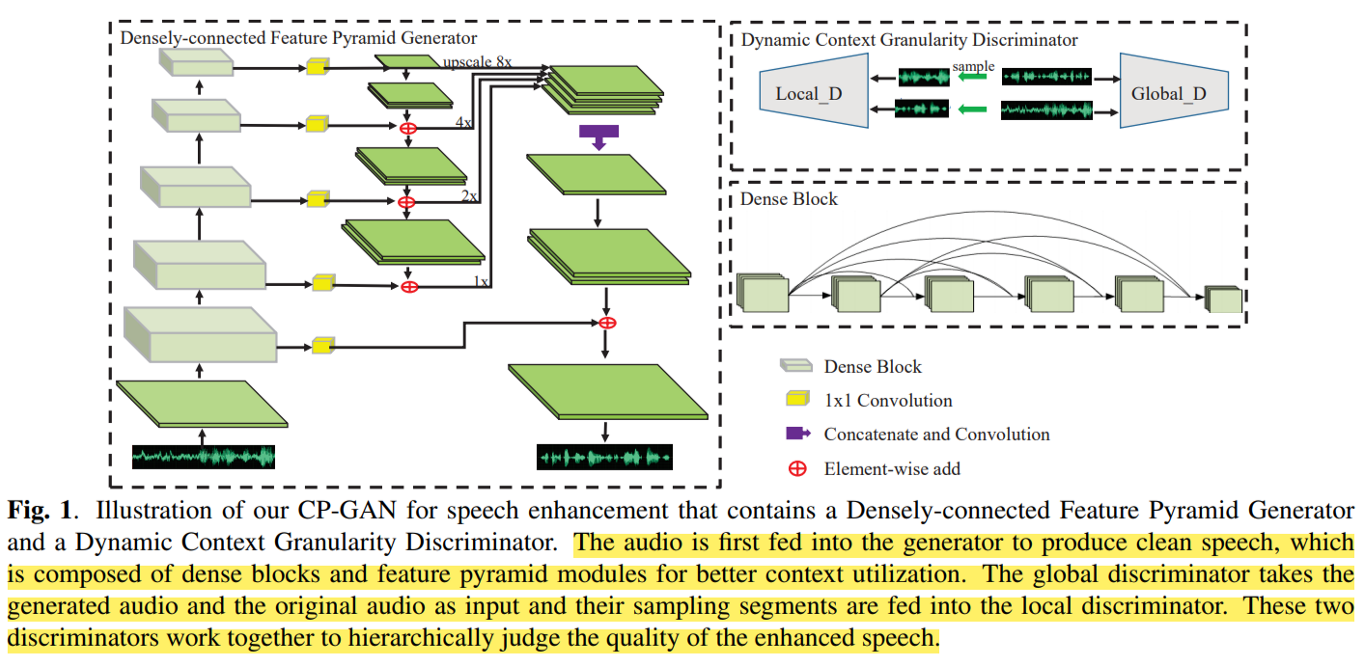 Densely-connected Feature Pyramid Generator
upscale 8x
4x
2x
1x
Dynamic Context Granularity Discriminator
sample
Local_D
Global_D
Dense Block
Dense Block
1x1 Convolution
Concatenate and Convolution
Element-wise add
Fig. 1. Illustration of our CP-GAN for speech enhancement that contains a Densely-connected Feature Pyramid Generator
and a Dynamic Context Granularity Discriminator. The audio is first fed into the generator to produce clean speech, which
is composed of dense blocks and feature pyramid modules for better context utilization. The global discriminator takes the
generated audio and the original audio as input and their sampling segments are fed into the local discriminator. These two
discriminators work together to hierarchically judge the quality of the enhanced speech.